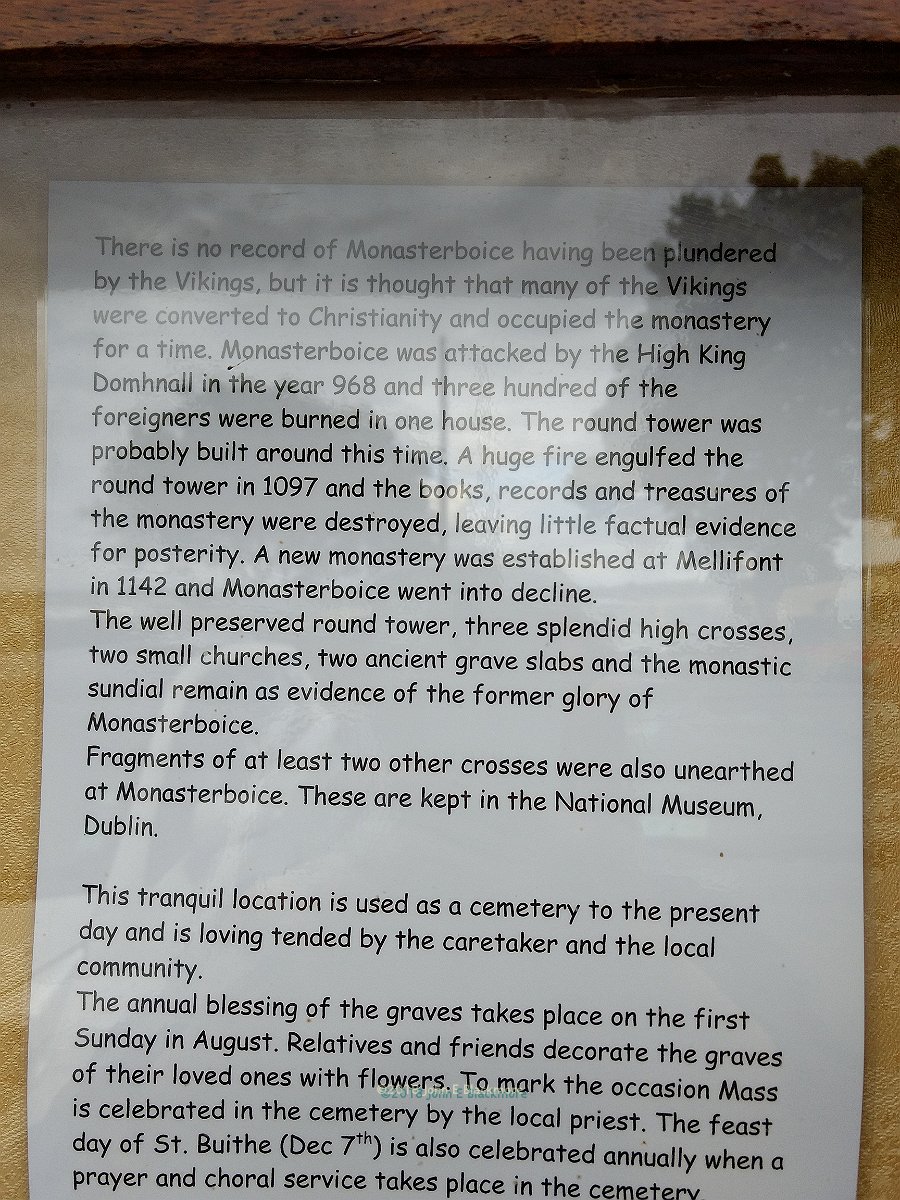 There is no record of Monasterboice having been plundered
by the Vikings, but it is thought that many of the Vikings
were converted to Christianity and occupied the monastery
for a time. Monasterboice was attacked by the High King
Domhnall in the year 968 and three hundred of the
foreigners were burned in one house. The round tower was
probably built around this time. A huge fire engulfed the
round tower in 1097 and the books, records and treasures of
the monastery were destroyed, leaving little factual evidence
for posterity. A new monastery was established at Mellifont
in 1142 and Monasterboice went into decline.
The well preserved round tower, three splendid high crosses,
two small churches, two ancient grave slabs and the monastic
sundial remain as evidence of the former glory of
Monasterboice.
Fragments of at least two other crosses were also unearthed
at Monasterboice. These are kept in the National Museum,
Dublin.
This tranquil location is used as a cemetery to the present
day and is loving tended by the caretaker and the local
community.
The annual blessing of the graves takes place on the first
Sunday in August. Relatives and friends decorate the graves
of their loved ones with flowers. To mark the occasion Mass
©2018 John E Blackmore
is celebrated in the cemetery by the local priest. The feast
day of St. Buithe (Dec 7th) is also celebrated annually when a
prayer and choral service takes place in the cemetery.